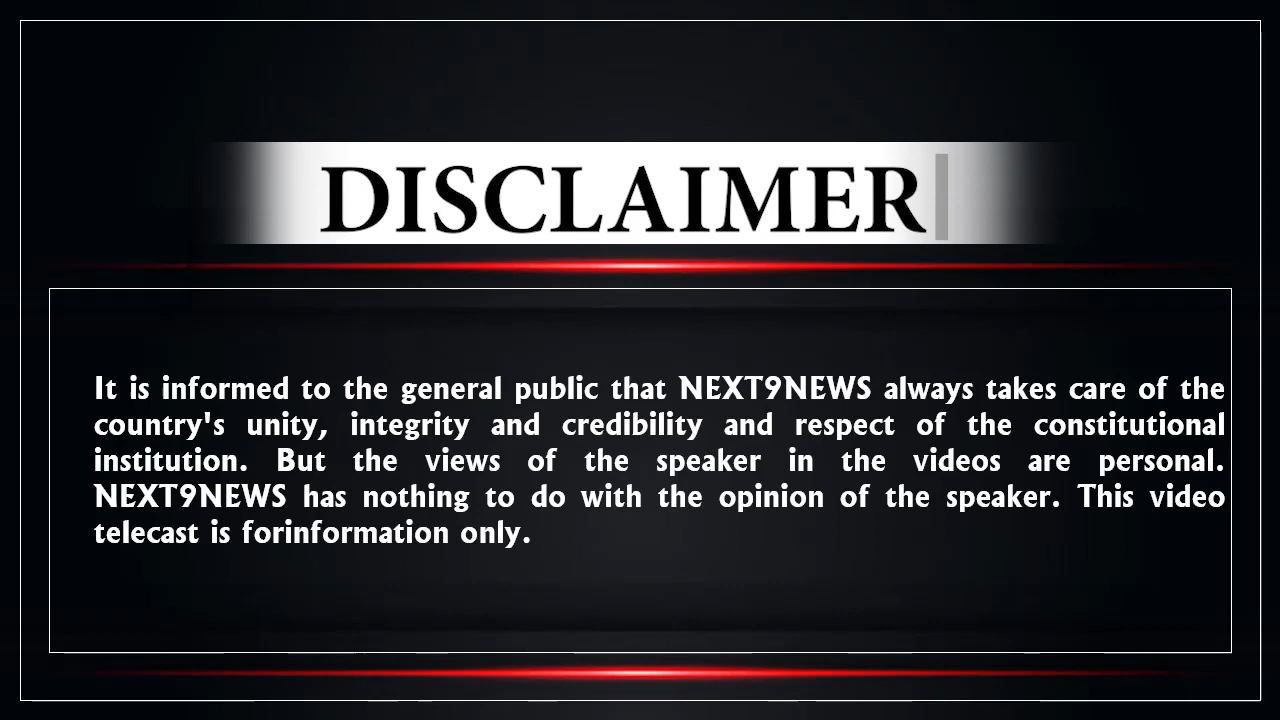 DISCLAIMER
It is informed to the general public that NEXT9NEWS always takes care of the
country's unity, integrity and credibility and respect of the constitutional
institution. But the views of the speaker in the videos are personal.
NEXT9NEWS has nothing to do with the opinion of the speaker. This video
telecast is forinformation only.